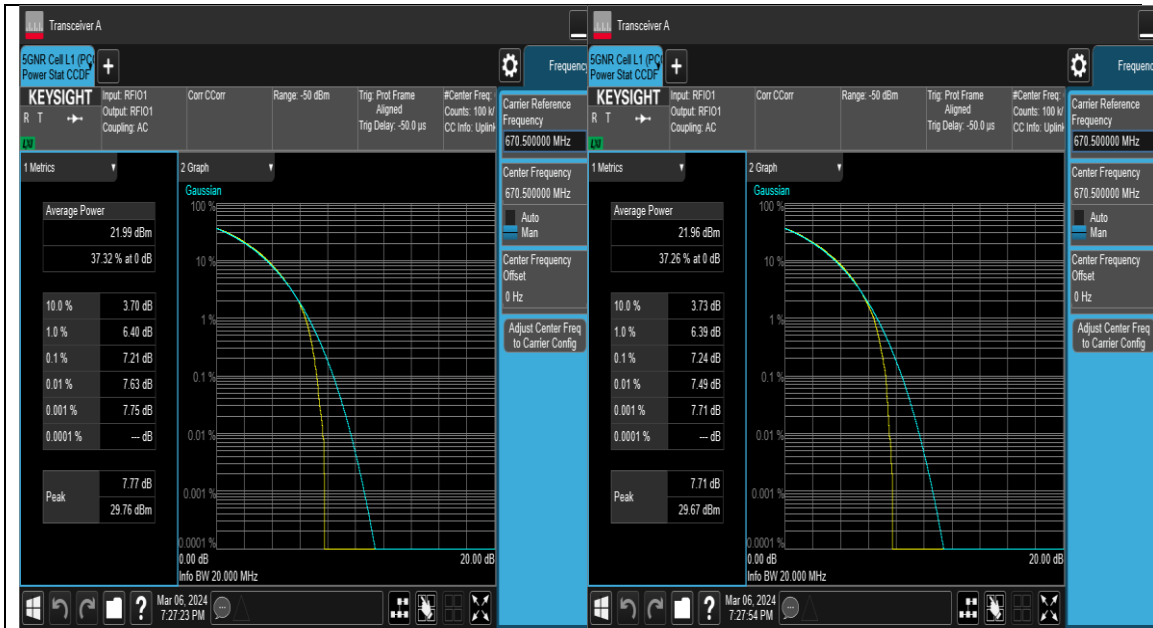 Transceiver A
5GNR Cell L1 (PC
Power Stat CCDF
Frequency
KEYSIGHT
R T
LXI
Input: RFIO1
Output: RFIO1
Coupling: AC
Corr CCorr
Range: -50 dBm
Trig: Prot Frame
Aligned
Trig Delay: -50.0 µs
#Center Freq:
Counts: 100 k/
CC Info: Uplink
Carrier Reference
Frequency
670.500000 MHz
Center Frequency
670.500000 MHz
Auto
Man
Center Frequency
Offset
0 Hz
Adjust Center Freq
to Carrier Config
1 Metrics
Average Power
21.99 dBm
37.32 % at 0 dB
10.0 % 3.70 dB
1.0 % 6.40 dB
0.1 % 7.21 dB
0.01 % 7.63 dB
0.001 % 7.75 dB
0.0001 % --- dB
Peak
7.77 dB
29.76 dBm
2 Graph
Gaussian
100 %
10 %
1 %
0.1 %
0.01 %
0.001 %
0.0001 %
0.00 dB
20.00 dB
Info BW 20.000 MHz
Mar 06, 2024
7:27:23 PM
Transceiver A
5GNR Cell L1 (PC
Power Stat CCDF
Frequenc
KEYSIGHT
R T
LXI
Input: RFIO1
Output: RFIO1
Coupling: AC
Corr CCorr
Range: -50 dBm
Trig: Prot Frame
Aligned
Trig Delay: -50.0 µs
#Center Freq:
Counts: 100 k/
CC Info: Uplink
Carrier Reference
Frequency
670.500000 MHz
Center Frequency
670.500000 MHz
Auto
Man
Center Frequency
Offset
0 Hz
Adjust Center Freq
to Carrier Config
1 Metrics
Average Power
21.96 dBm
37.26 % at 0 dB
10.0 % 3.73 dB
1.0 % 6.39 dB
0.1 % 7.24 dB
0.01 % 7.49 dB
0.001 % 7.71 dB
0.0001 % --- dB
Peak
7.71 dB
29.67 dBm
2 Graph
Gaussian
100 %
10 %
1 %
0.1 %
0.01 %
0.001 %
0.0001 %
0.00 dB
20.00 dB
Info BW 20.000 MHz
Mar 06, 2024
7:27:54 PM